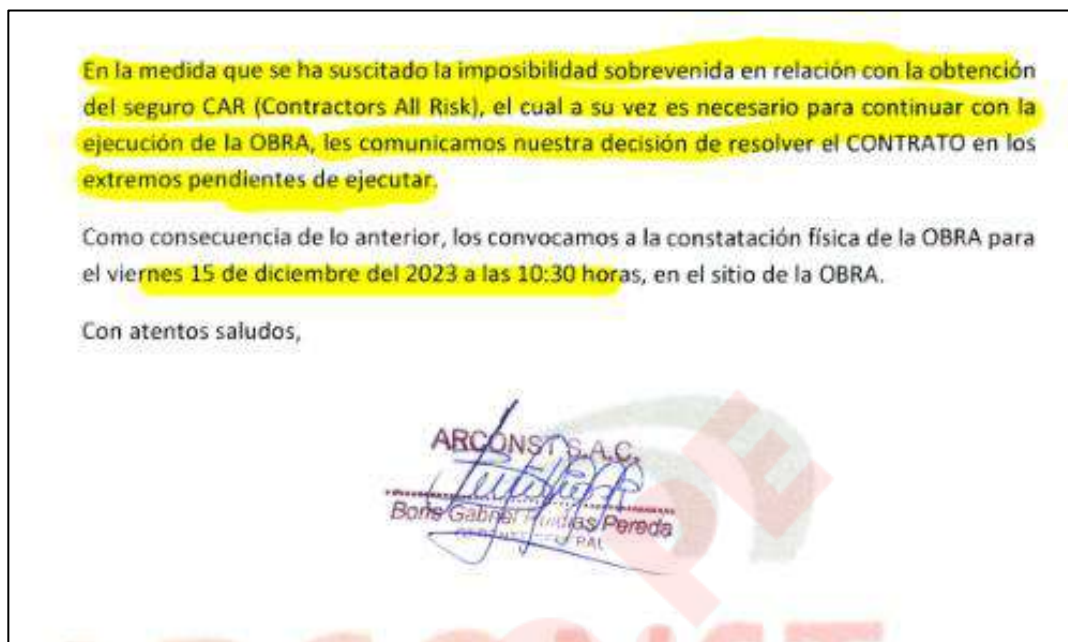 En la medida que se ha suscitado la imposibilidad sobrevenida en relación con la obtención
del seguro CAR (Contractors All Risk), el cual a su vez es necesario para continuar con la
ejecución de la OBRA, les comunicamos nuestra decisión de resolver el CONTRATO en los
extremos pendientes de ejecutar.
Como consecuencia de lo anterior, los convocamos a la constatación física de la OBRA para
el viernes 15 de diciembre del 2023 a las 10:30 horas, en el sitio de la OBRA.
Con atentos saludos,
ARCONST S.A.C.
Boris Gabriel Pereda